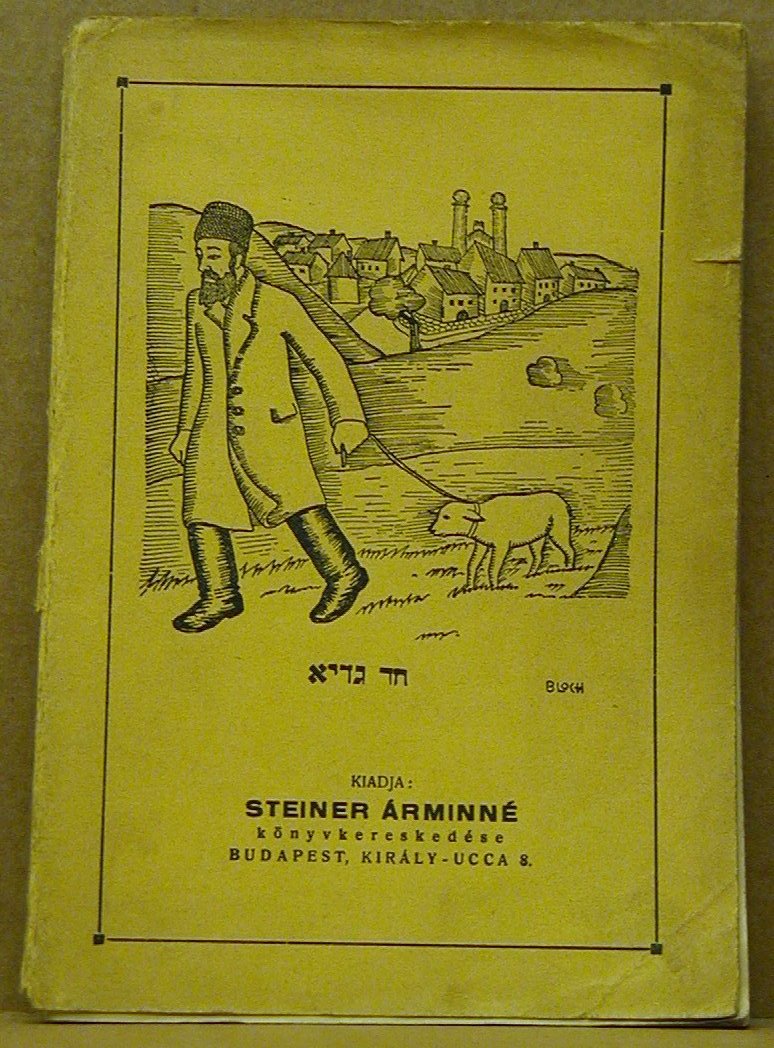 חד גדיא
BLOCH
KIADJA:
STEINER ÁRMINNÉ
könyvkereskedése
BUDAPEST, KIRÁLY-UCCA 8.